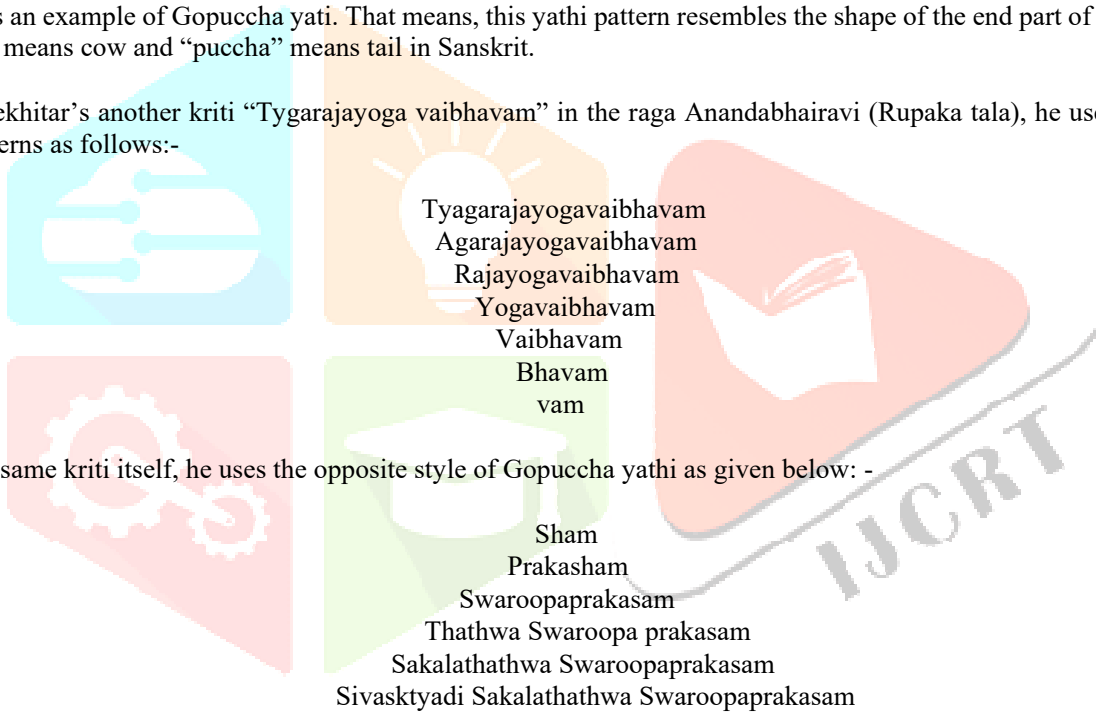 s an example of Gopuccha yati. That means, this yathi pattern resembles the shape of the end part of
means cow and “puccha” means tail in Sanskrit.
ekhitar’s another kriti “Tygarajayoga vaibhavam” in the raga Anandabhairavi (Rupaka tala), he use
erns as follows:-
Tyagarajayogavaibhavam
Agarajayogavaibhavam
Rajayogavaibhavam
Yogavaibhavam
Vaibhavam
Bhavam
vam
same kriti itself, he uses the opposite style of Gopuccha yathi as given below: -
Sham
Prakasham
Swaroopaprakasam
Thathwa Swaroopa prakasam
Sakalathathwa Swaroopaprakasam
Sivasktyadi Sakalathathwa Swaroopaprakasam
IJCRT